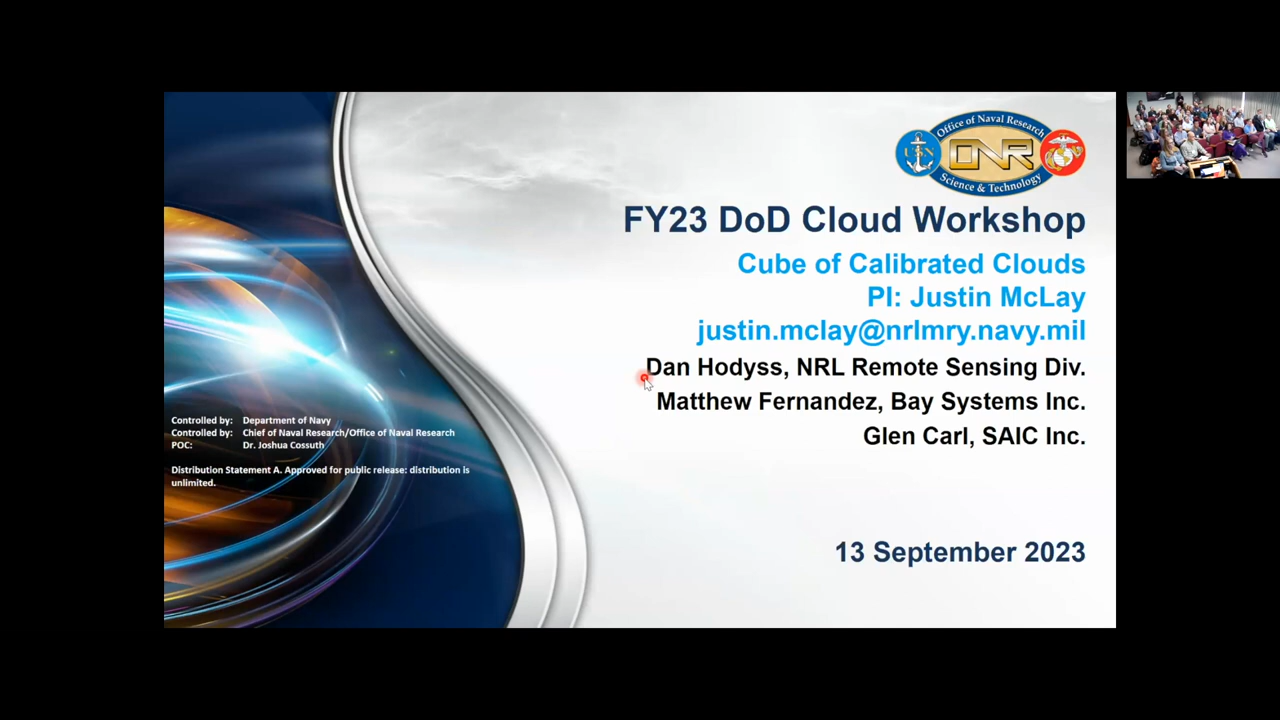 Office of Naval Research
USN
ONR
Science & Technology
FY23 DoD Cloud Workshop
Cube of Calibrated Clouds
PI: Justin McLay
justin.mclay@nrlmry.navy.mil
Dan Hodyss, NRL Remote Sensing Div.
Matthew Fernandez, Bay Systems Inc.
Glen Carl, SAIC Inc.
Controlled by: Department of Navy
Controlled by: Chief of Naval Research/Office of Naval Research
POC: Dr. Joshua Cossuth
Distribution Statement A. Approved for public release: distribution is
unlimited.
13 September 2023